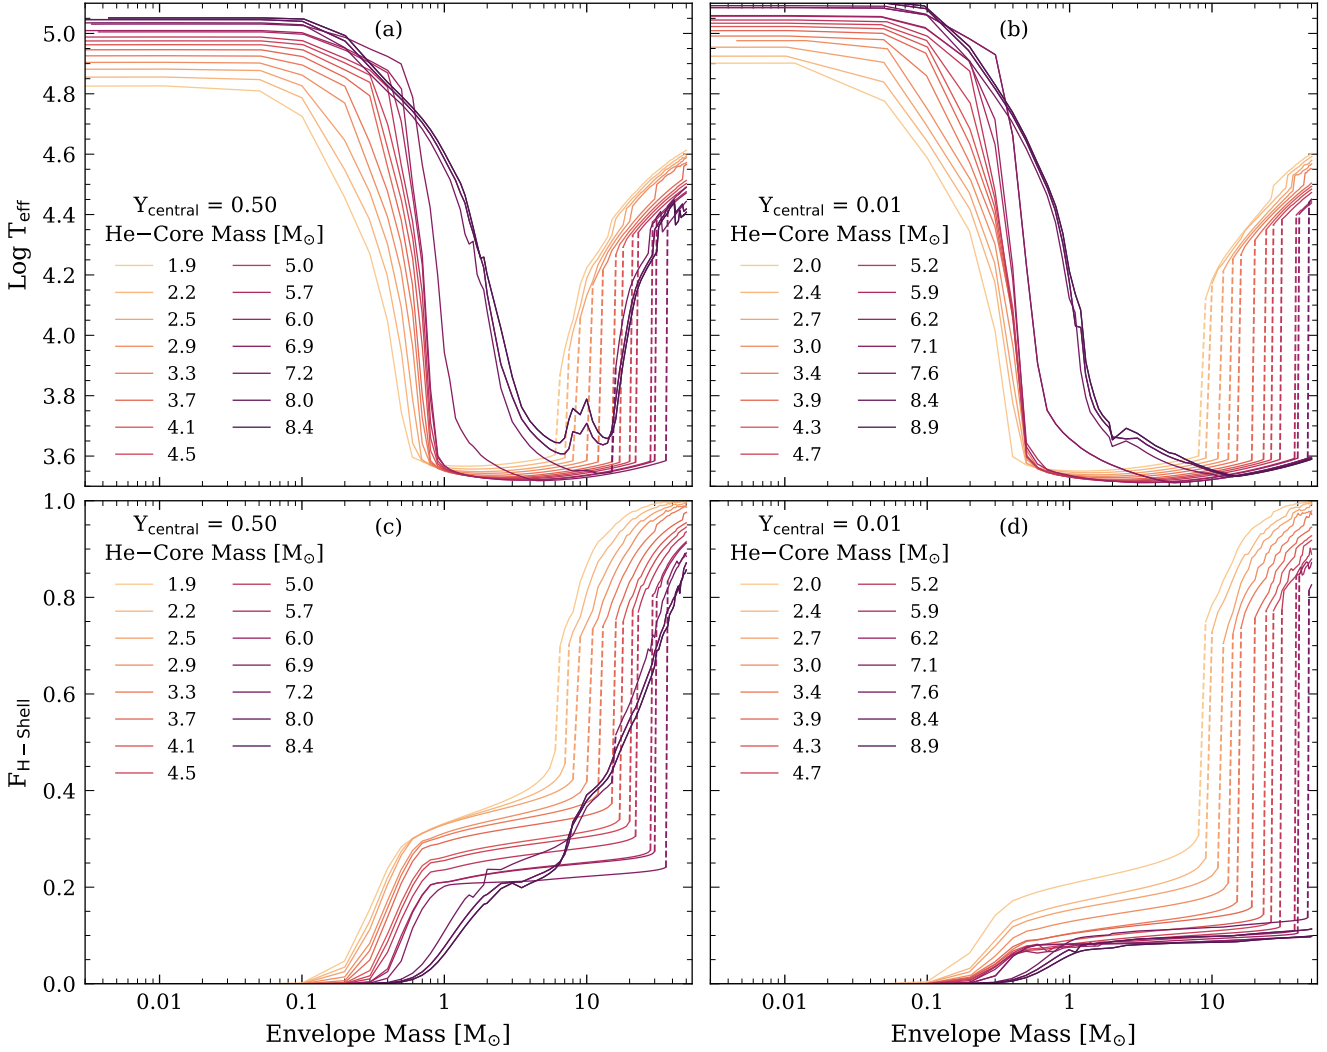 (a)
(b)
5.0
4.8
4.6
4.4
4.2
4.0
3.8
3.6
Log T_eff
Y_central = 0.50
He−Core Mass [M_⊙]
1.9 5.0
2.2 5.7
2.5 6.0
2.9 6.9
3.3 7.2
3.7 8.0
4.1 8.4
4.5
Y_central = 0.01
He−Core Mass [M_⊙]
2.0 5.2
2.4 5.9
2.7 6.2
3.0 7.1
3.4 7.6
3.9 8.4
4.3 8.9
4.7
1.0
0.8
0.6
0.4
0.2
0.0
F_H−Shell
Y_central = 0.50
(c)
He−Core Mass [M_⊙]
1.9 5.0
2.2 5.7
2.5 6.0
2.9 6.9
3.3 7.2
3.7 8.0
4.1 8.4
4.5
Y_central = 0.01
(d)
He−Core Mass [M_⊙]
2.0 5.2
2.4 5.9
2.7 6.2
3.0 7.1
3.4 7.6
3.9 8.4
4.3 8.9
4.7
0.01 0.1 1 10
Envelope Mass [M_⊙]
0.01 0.1 1 10
Envelope Mass [M_⊙]